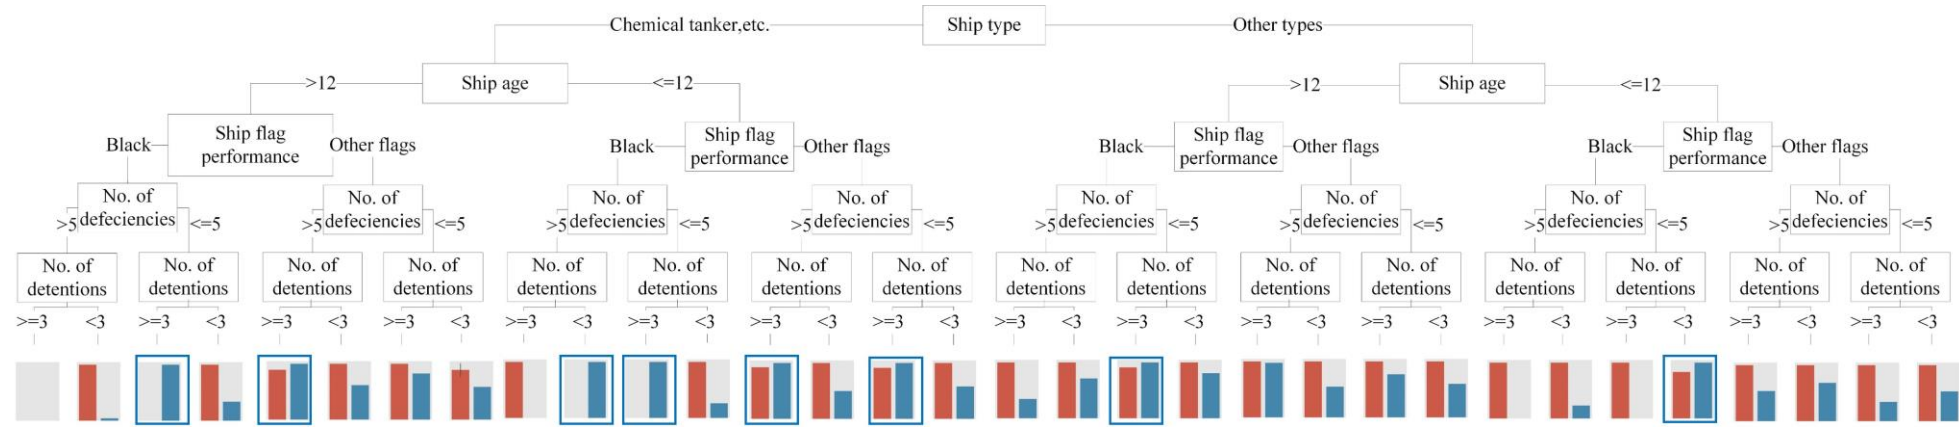 Chemical tanker,etc. Ship type Other types
>12 Ship age <=12 >12 Ship age <=12
Black Ship flag performance Other flags Black Ship flag performance Other flags Black Ship flag performance Other flags Black Ship flag performance Other flags
No. of defeciencies No. of defeciencies No. of defeciencies No. of defeciencies No. of defeciencies No. of defeciencies No. of defeciencies No. of defeciencies
>5 <=5 >5 <=5 >5 <=5 >5 <=5 >5 <=5 >5 <=5 >5 <=5 >5 <=5
No. of detentions No. of detentions No. of detentions No. of detentions No. of detentions No. of detentions No. of detentions No. of detentions No. of detentions No. of detentions No. of detentions No. of detentions No. of detentions No. of detentions No. of detentions No. of detentions
>=3 <3 >=3 <3 >=3 <3 >=3 <3 >=3 <3 >=3 <3 >=3 <3 >=3 <3 >=3 <3 >=3 <3 >=3 <3 >=3 <3 >=3 <3 >=3 <3 >=3 <3 >=3 <3